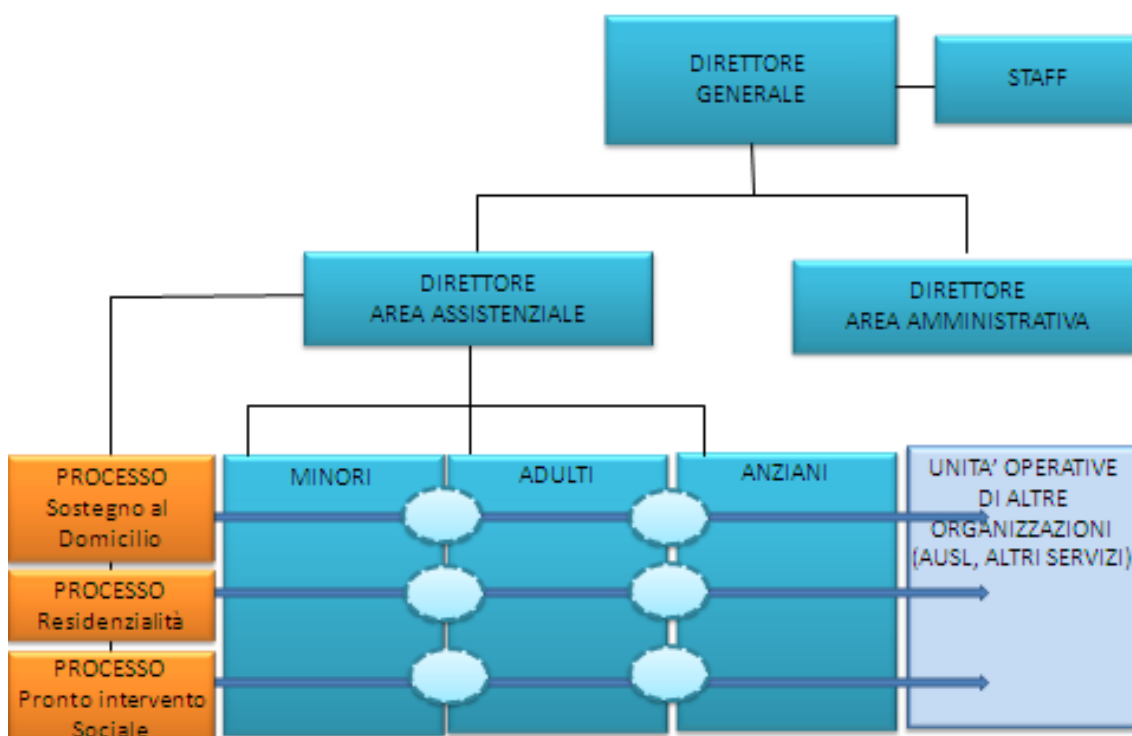 DIRETTORE
GENERALE
STAFF
DIRETTORE
AREA ASSISTENZIALE
DIRETTORE
AREA AMMINISTRATIVA
PROCESSO
Sostegno al
Domicilio
MINORI
ADULTI
ANZIANI
UNITA’ OPERATIVE
DI ALTRE
ORGANIZZAZIONI
(AUSL, ALTRI SERVIZI)
PROCESSO
Residenzialità
PROCESSO
Pronto intervento
Sociale